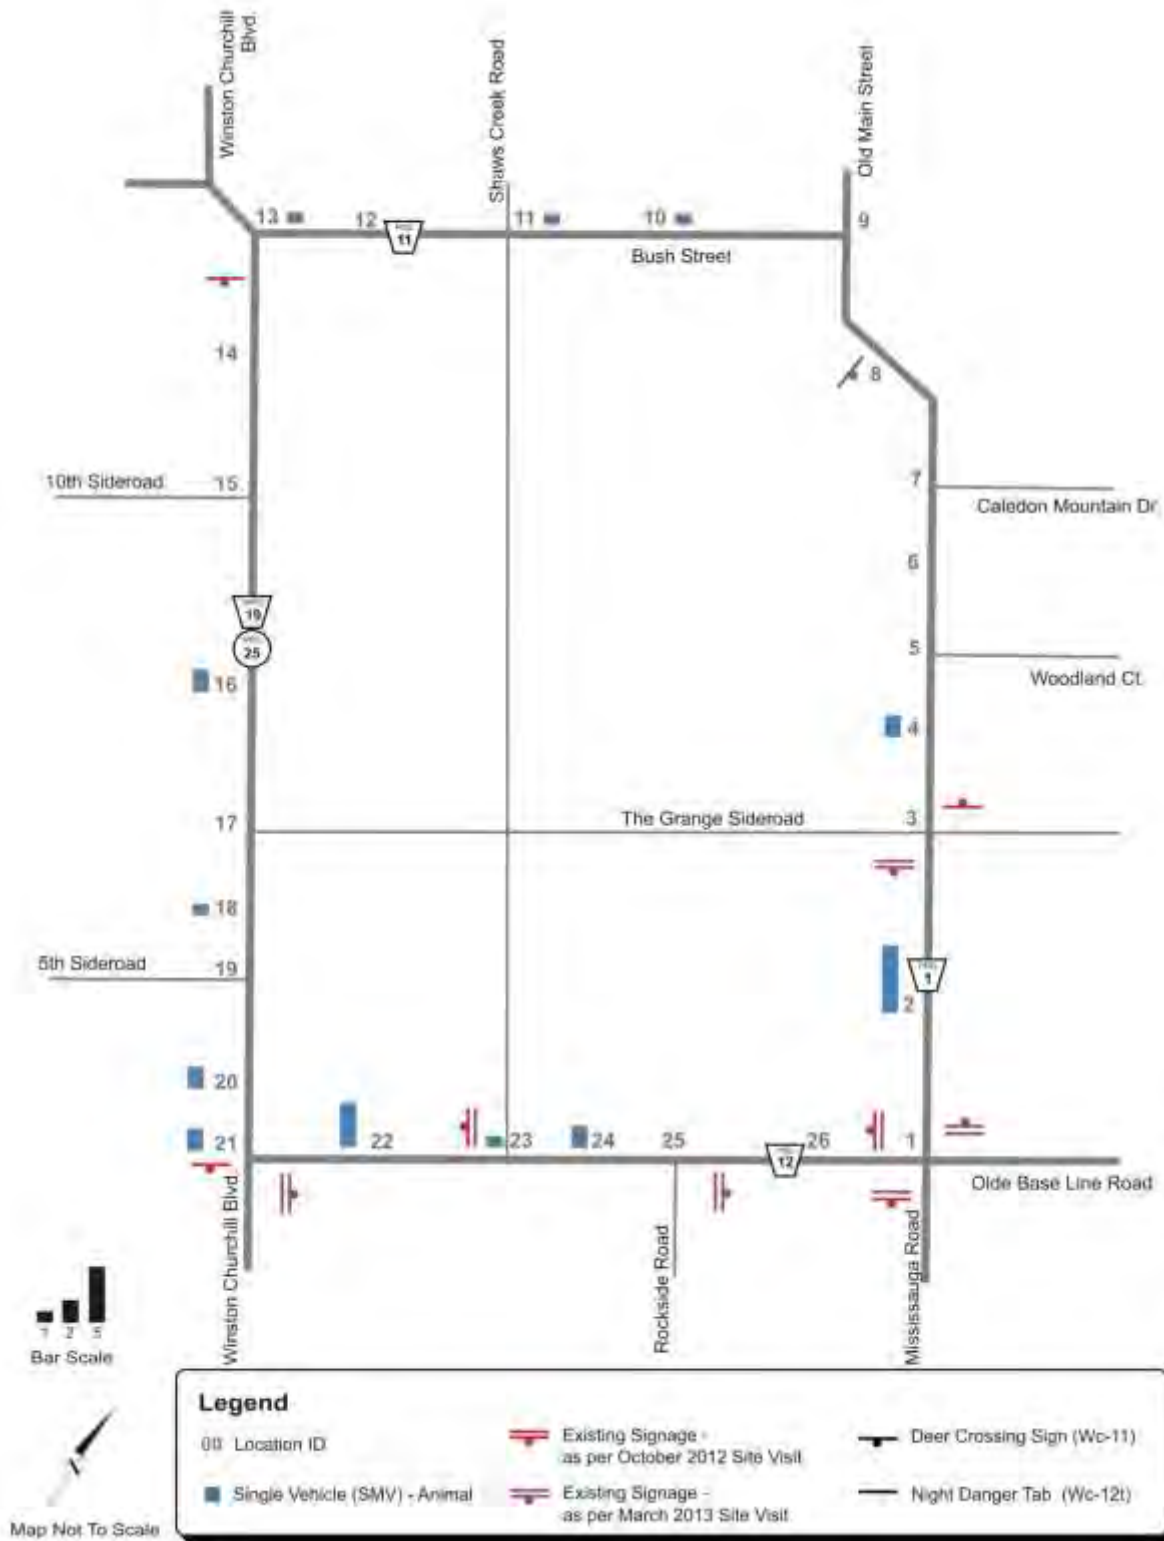 Winston Churchill
Blvd.
Shaws Creek Road
Old Main Street
13
12
11
11
10
9
Bush Street
14
8
10th Sideroad
15
7
Caledon Mountain Dr.
6
19
25
5
Woodland Ct.
16
4
17
The Grange Sideroad
3
18
5th Sideroad
19
1
2
20
21
22
23
24
25
26
1
12
Olde Base Line Road
Winston Churchill Blvd.
Rockside Road
Mississauga Road
1 2 5
Bar Scale
Map Not To Scale
Legend
Location ID
Single Vehicle (SMV) - Animal
Existing Signage -
as per October 2012 Site Visit
Existing Signage -
as per March 2013 Site Visit
Deer Crossing Sign (Wc-11)
Night Danger Tab (Wc-12t)